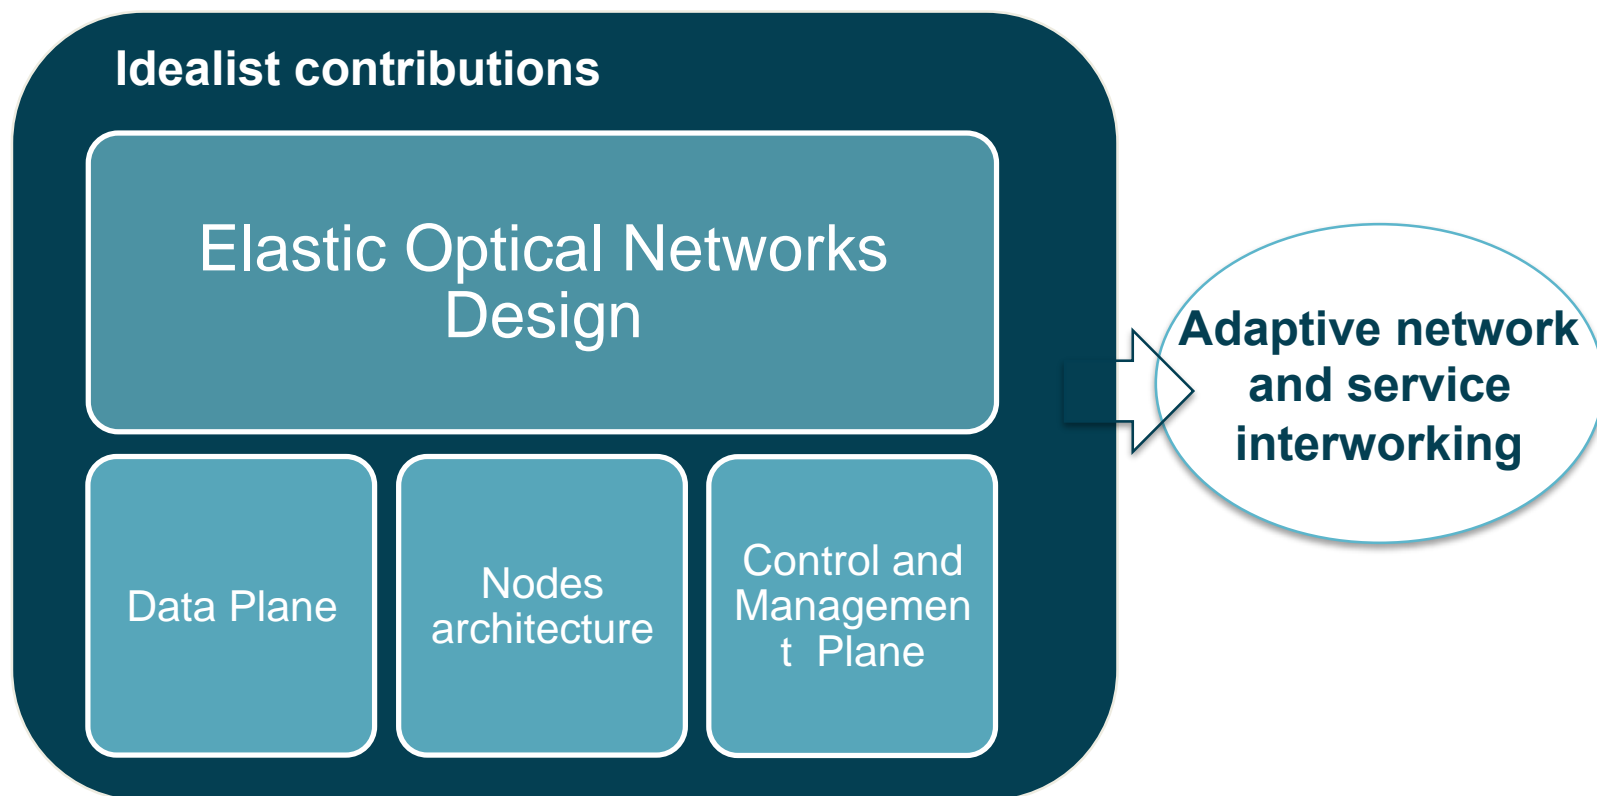 Idealist contributions
Elastic Optical Networks
Design
Data Plane
Nodes
architecture
Control and
Managemen
t  Plane
Adaptive network
and service
interworking